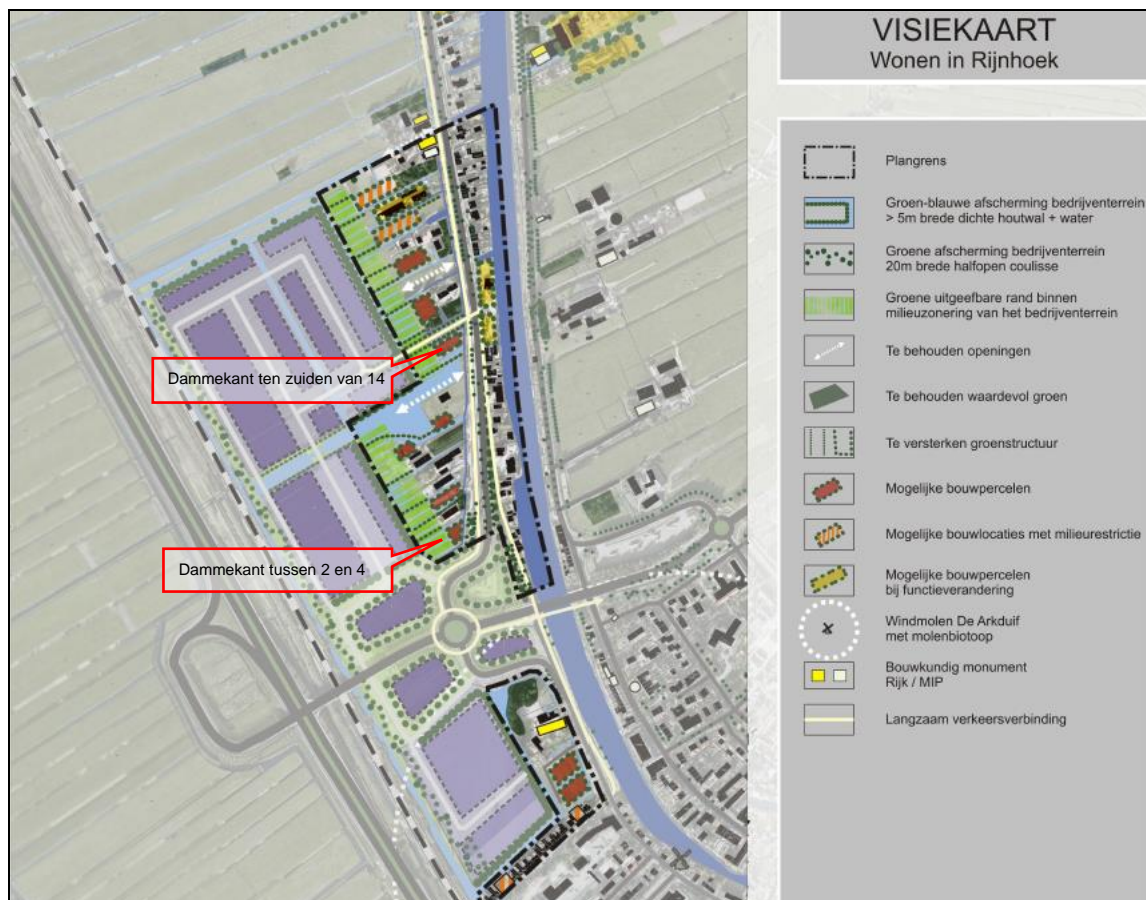 VISIEKAART
Wonen in Rijnhoek
Plangrens
Groen-blauwe afscherming bedrijventerrein
> 5m brede dichte houtwal + water
Groene afscherming bedrijventerrein
20m brede halfopen coulisse
Groene uitgeefbare rand binnen
milieuzonering van het bedrijventerrein
Te behouden openingen
Te behouden waardevol groen
Te versterken groenstructuur
Mogelijke bouwpercelen
Mogelijke bouwlocaties met milieurestrictie
Mogelijke bouwpercelen
bij functieverandering
Windmolen De Arkduif
met molenbiotoop
Bouwkundig monument
Rijk / MIP
Langzaam verkeersverbinding
Dammekant ten zuiden van 14
Dammekant tussen 2 en 4